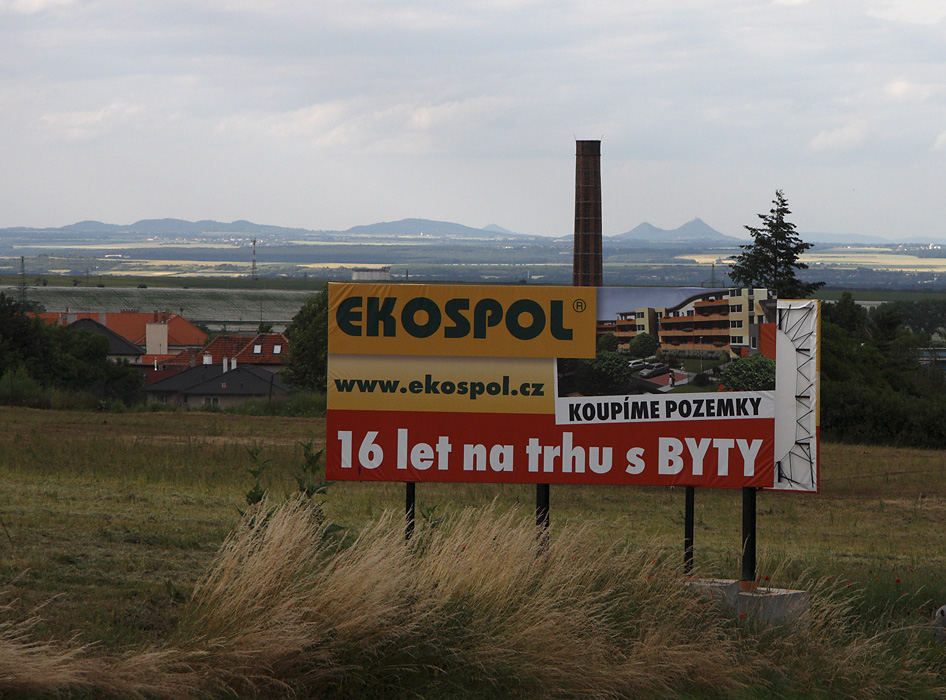 EKOSPOL®
www.ekospol.cz
KOUPÍME POZEMKY
16 let na trhu s BYTY